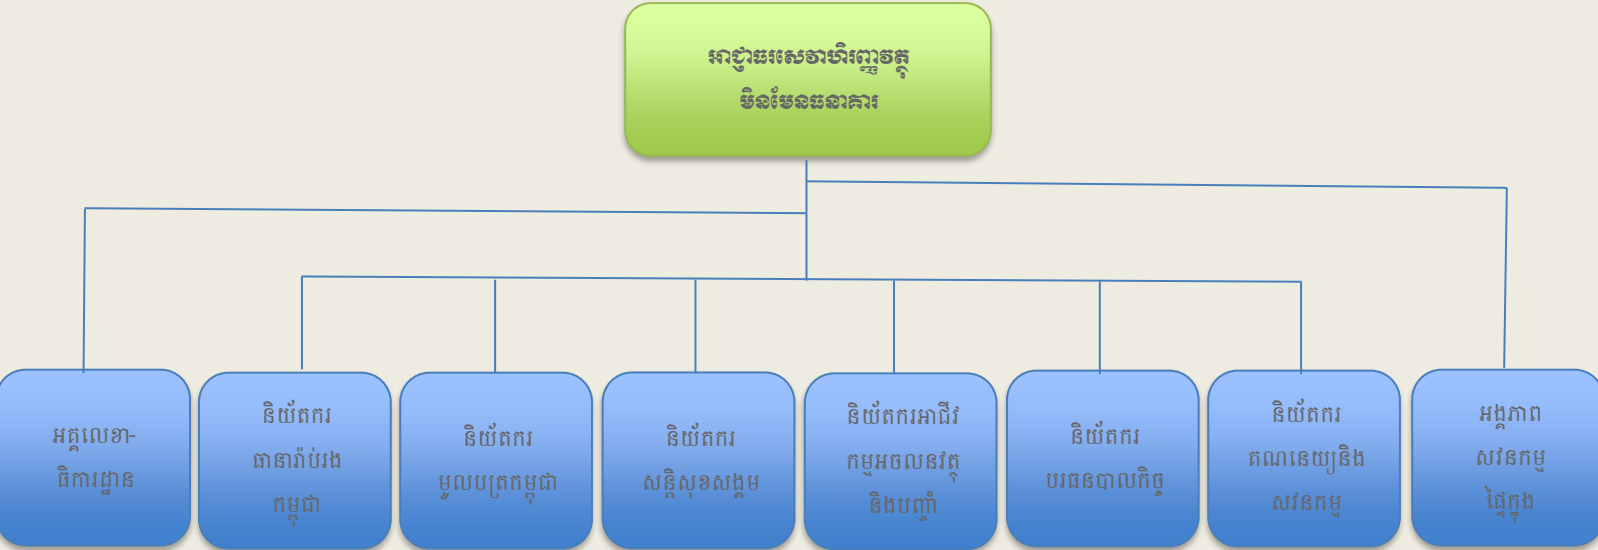 អាជ្ញាធរសេវាហិរញ្ញវត្ថុ
មិនមែនធនាគារ
អគ្គលេខា-
ធិការដ្ឋាន
និយ័តករ
ធានារ៉ាប់រង
កម្ពុជា
និយ័តករ
មូលបត្រកម្ពុជា
និយ័តករ
សន្តិសុខសង្គម
និយ័តករអាជីវ
កម្មអចលនវត្ថុ
និងបញ្ចាំ
និយ័តករ
បរធនបាលកិច្ច
និយ័តករ
គណនេយ្យនិង
សវនកម្ម
អង្គភាព
សវនកម្ម
ផ្ទៃក្នុង